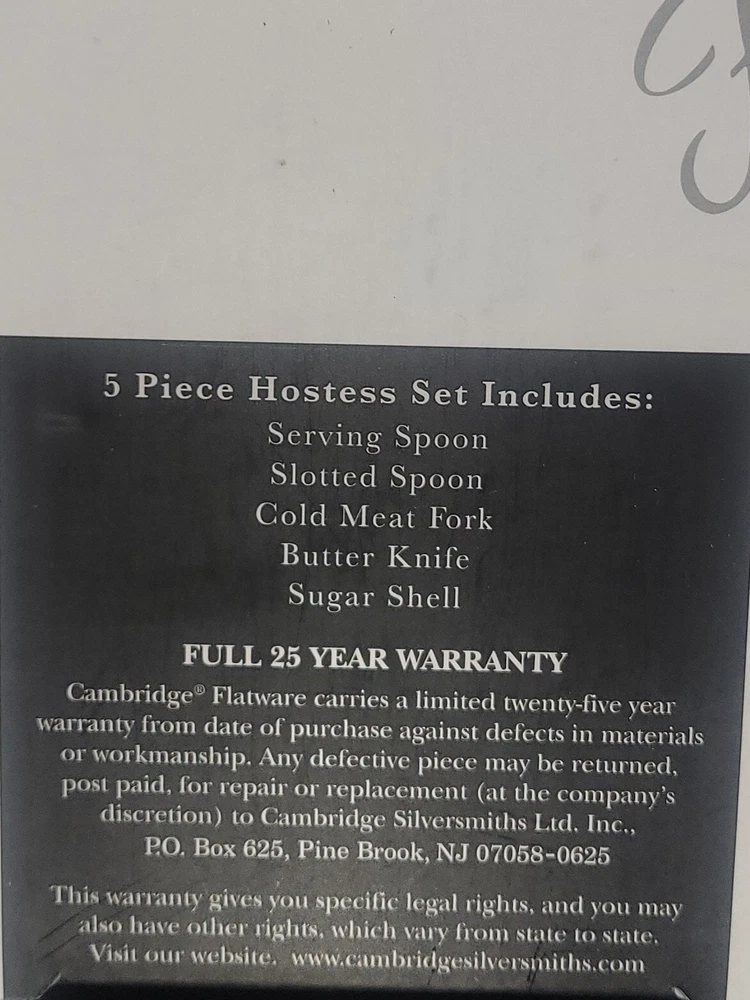 5 Piece Hostess Set Includes:
Serving Spoon
Slotted Spoon
Cold Meat Fork
Butter Knife
Sugar Shell
FULL 25 YEAR WARRANTY
Cambridge® Flatware carries a limited twenty-five year
warranty from date of purchase against defects in materials
or workmanship. Any defective piece may be returned,
post paid, for repair or replacement (at the company's
discretion) to Cambridge Silversmiths Ltd. Inc.,
P.O. Box 625, Pine Brook, NJ 07058-0625
This warranty gives you specific legal rights, and you may
also have other rights, which vary from state to state.
Visit our website. www.cambridgesilversmiths.com